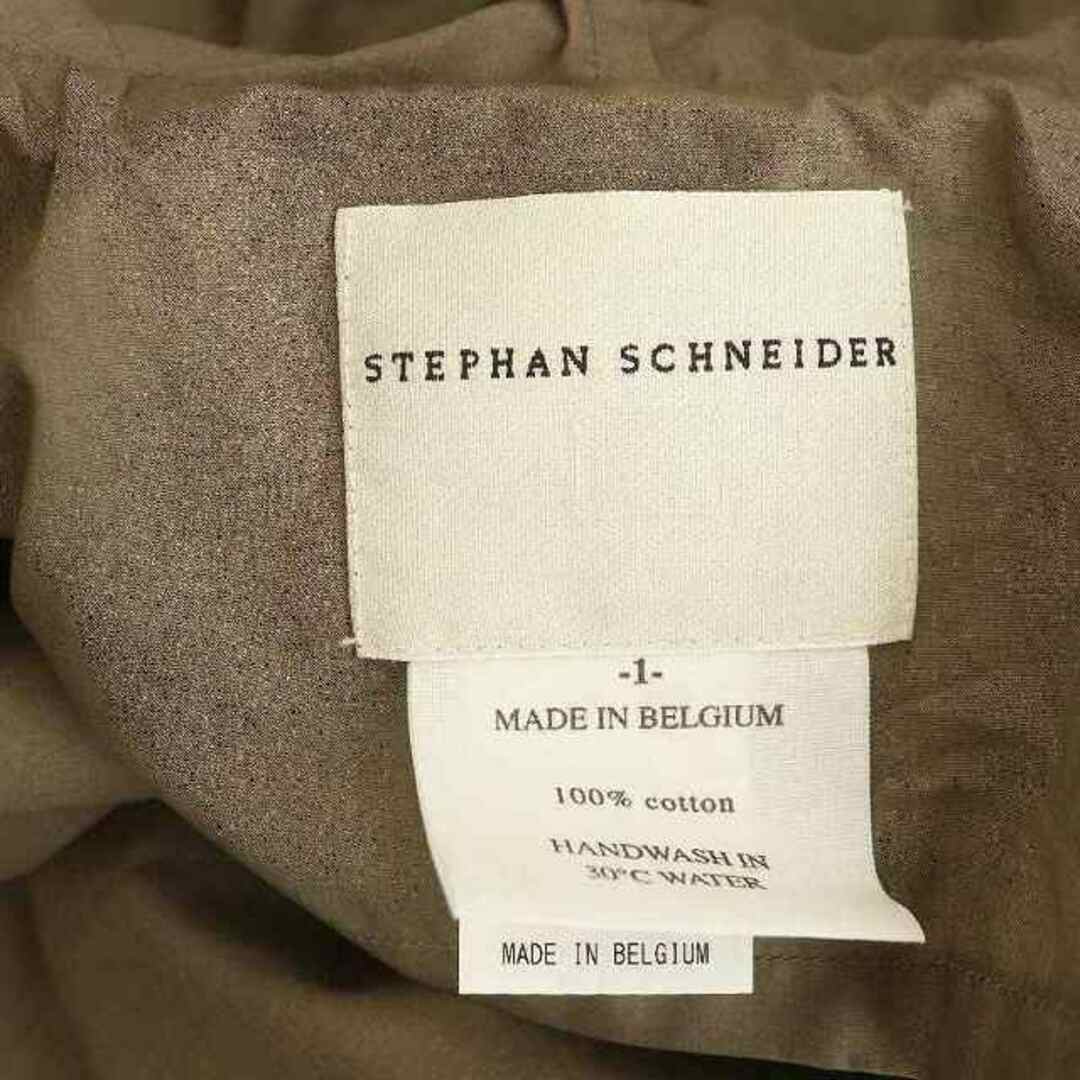 STEPHAN SCHNEIDER
-1-
MADE IN BELGIUM
100% cotton
HANDWASH IN
30°C WATER
MADE IN BELGIUM